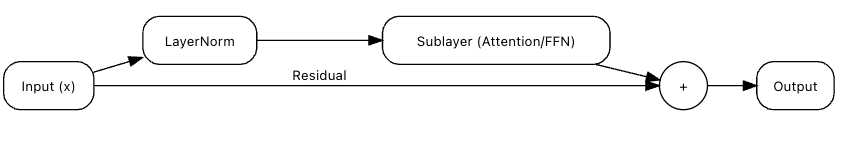 LayerNorm
Sublayer (Attention/FFN)
Residual
Input (x)
+
Output